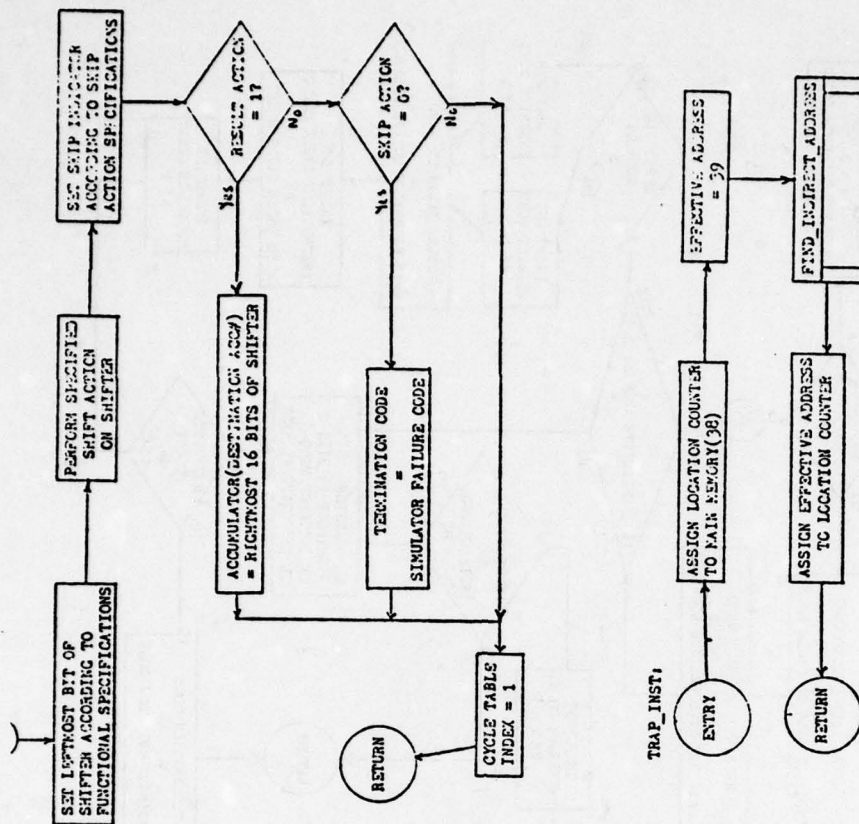 SET LEFTMOST BIT OF
SHIFTER ACCORDING TO
FUNCTIONAL SPECIFICATIONS
PERFORM SPECIFIED
SHIFT ACTION
ON SHIFTER
SET SKIP INDICATOR
ACCORDING TO SKIP
ACTION SPECIFICATIONS
RESULT ACTION
= 1?
Yes
No
ACCUMULATOR(DESTINATION ACC#)
= RIGHTMOST 16 BITS OF SHIFTER
SKIP ACTION
= 0?
Yes
No
TERMINATION CODE
=
SIMULATOR FAILURE CODE
CYCLE TABLE
INDEX = 1
RETURN
TRAP_INST:
ENTRY
ASSIGN LOCATION COUNTER
TO MAIN MEMORY(38)
EFFECTIVE ADDRESS
= 39
FIND_INDIRECT_ADDRESS
ASSIGN EFFECTIVE ADDRESS
TO LOCATION COUNTER
RETURN